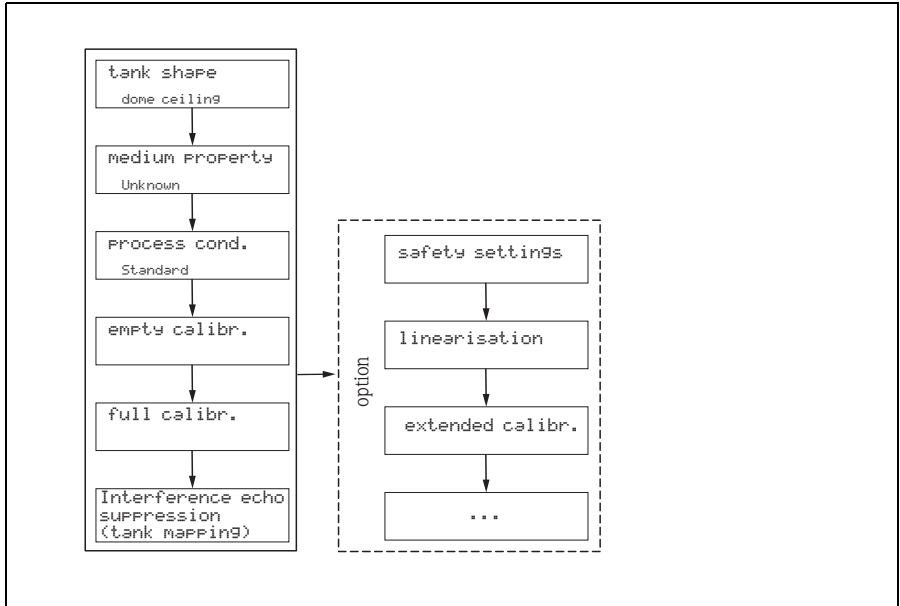 tank shape
dome ceiling
medium property
Unknown
process cond.
Standard
empty calibr.
full calibr.
Interference echo
suppression
(tank mapping)
option
safety settings
linearisation
extended calibr.
...